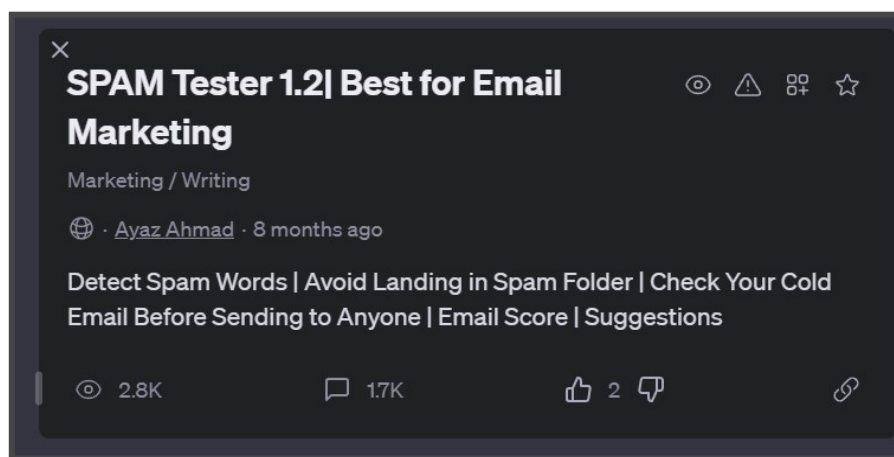 SPAM Tester 1.2| Best for Email
Marketing
Marketing / Writing
· Ayaz Ahmad · 8 months ago
Detect Spam Words | Avoid Landing in Spam Folder | Check Your Cold
Email Before Sending to Anyone | Email Score | Suggestions
2.8K 1.7K 2